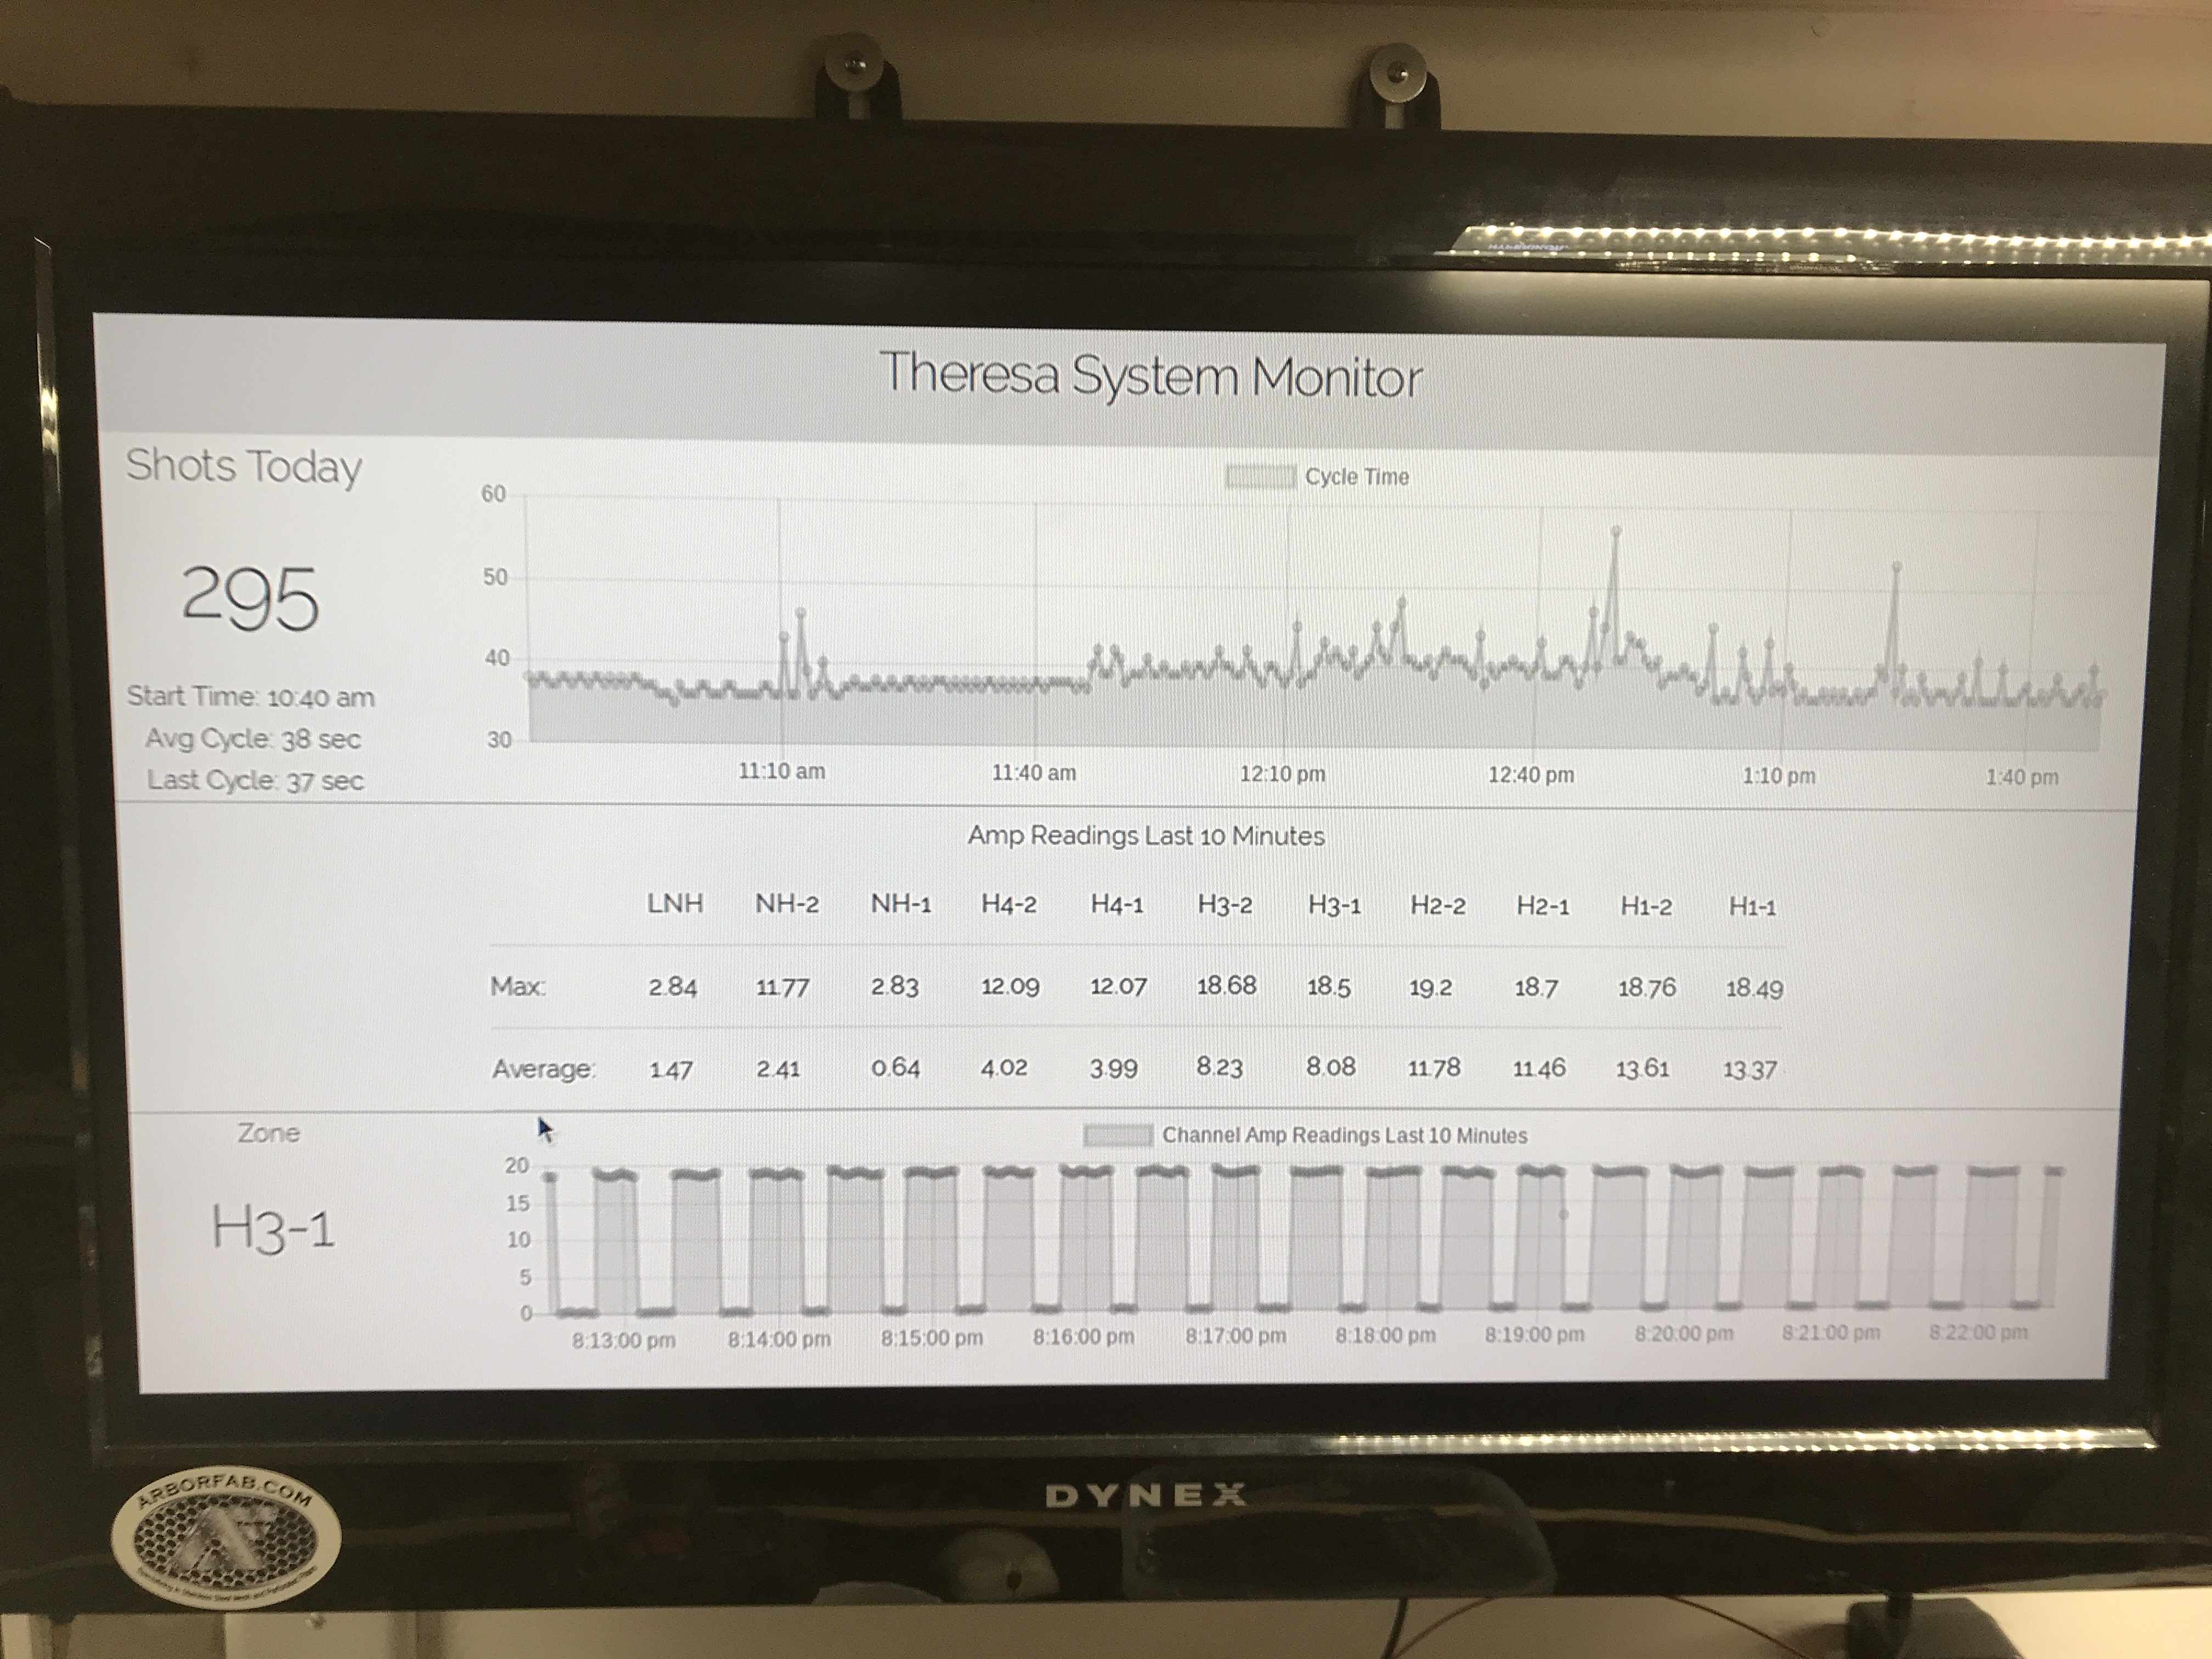 Theresa System Monitor
Shots Today
295
Start Time: 10:40 am
Avg Cycle: 38 sec
Last Cycle: 37 sec
Cycle Time
60
50
40
30
11:10 am 11:40 am 12:10 pm 12:40 pm 1:10 pm 1:40 pm
Amp Readings Last 10 Minutes
LNH NH-2 NH-1 H4-2 H4-1 H3-2 H3-1 H2-2 H2-1 H1-2 H1-1
Max: 2.84 11.77 2.83 12.09 12.07 18.68 18.5 19.2 18.7 18.76 18.49
Average: 1.47 2.41 0.64 4.02 3.99 8.23 8.08 11.78 11.46 13.61 13.37
Zone
H3-1
Channel Amp Readings Last 10 Minutes
20
15
10
5
0
8:13:00 pm 8:14:00 pm 8:15:00 pm 8:16:00 pm 8:17:00 pm 8:18:00 pm 8:19:00 pm 8:20:00 pm 8:21:00 pm 8:22:00 pm
DYNEX
ARBORFAB.COM